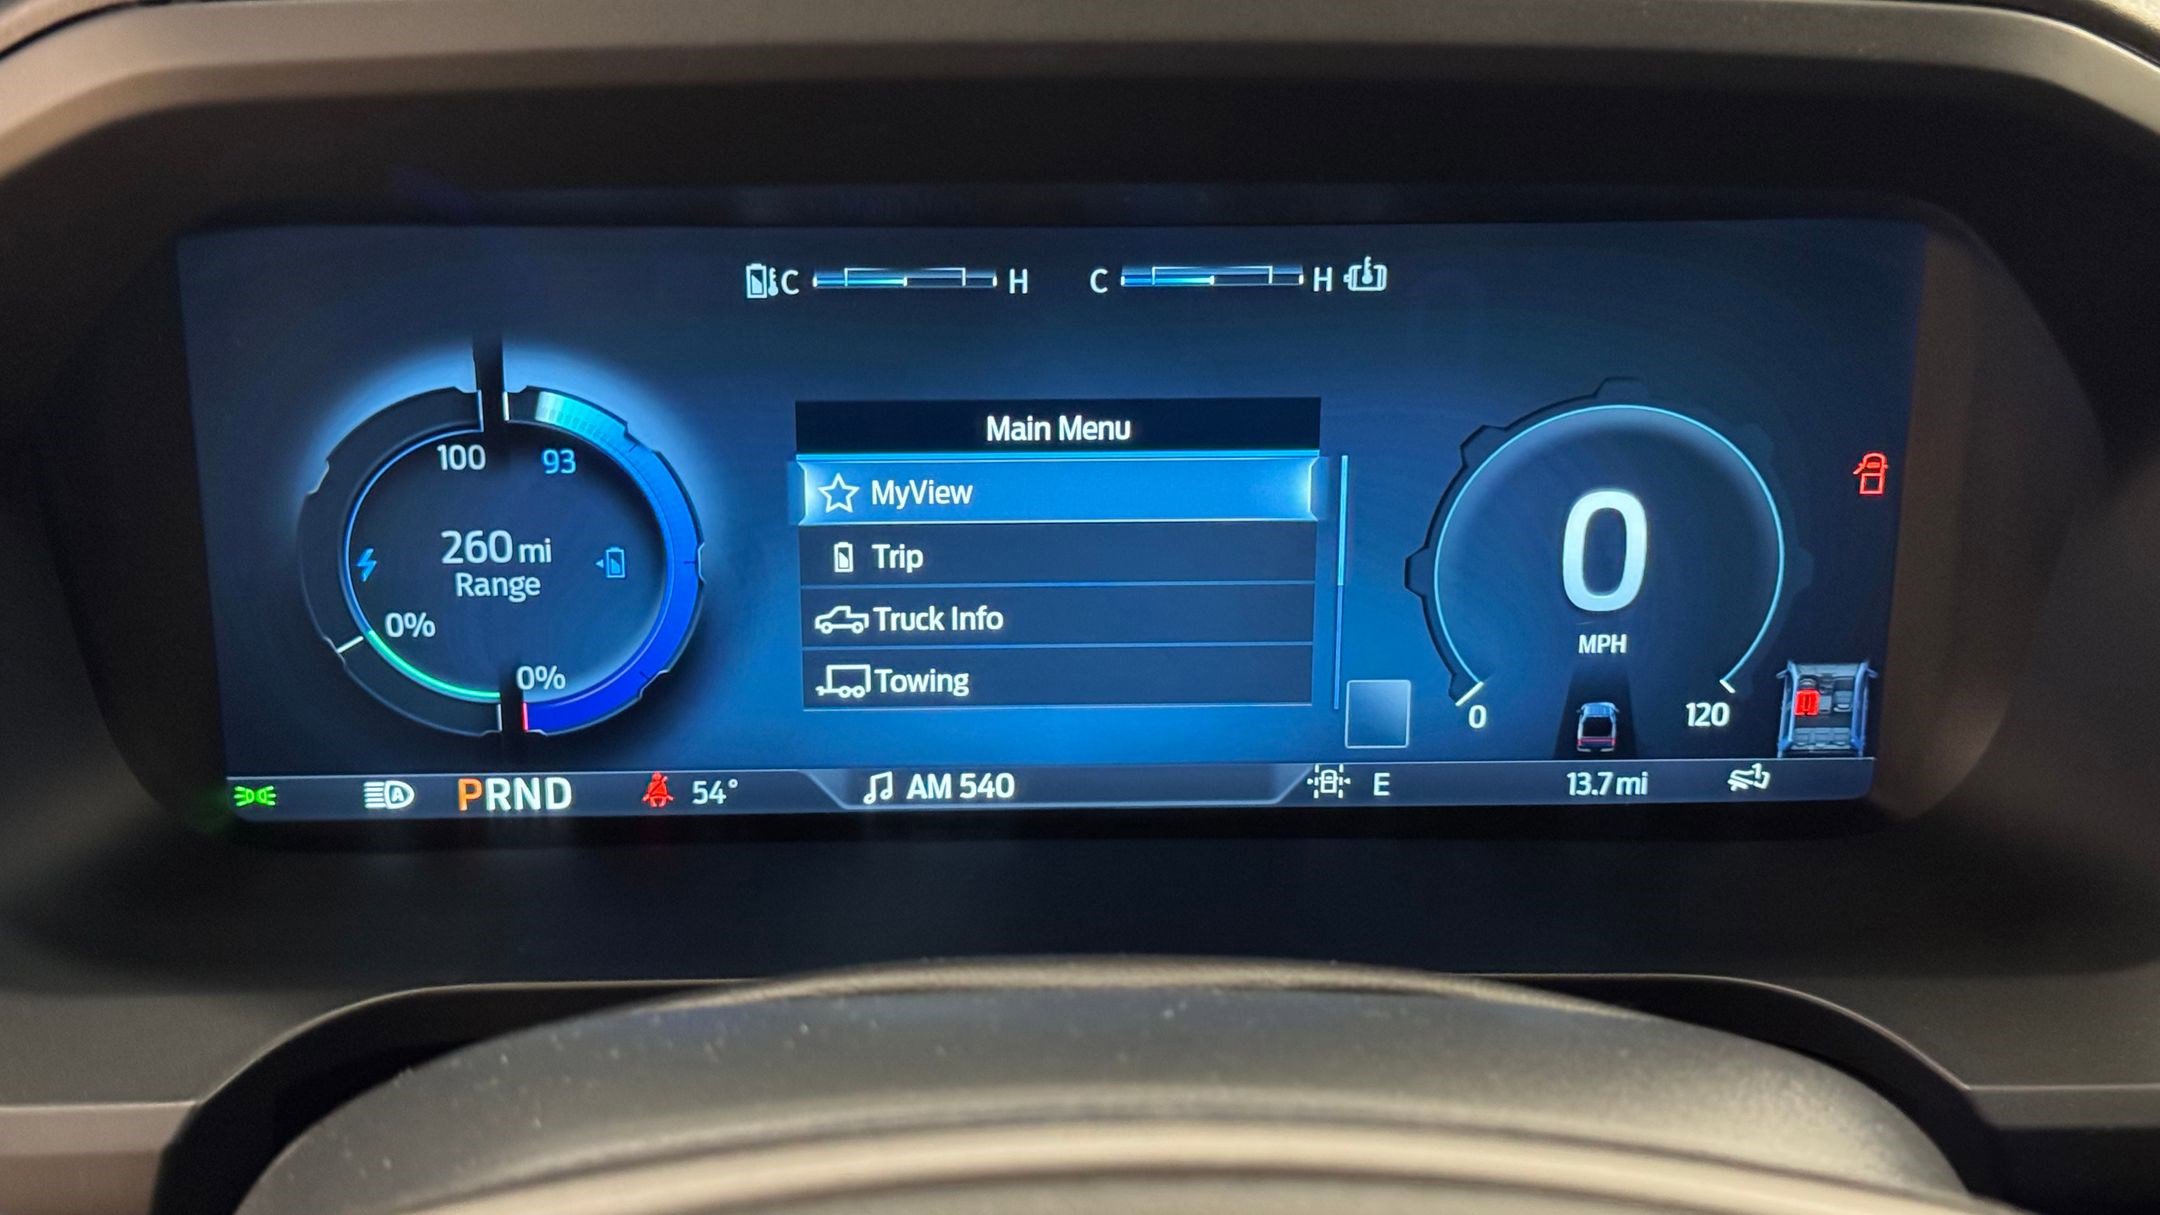 C H C H
Main Menu
100 93
MyView
260 mi
Range
Trip
0%
Truck Info
0%
Towing
0
MPH
0 120
PRND 54° AM 540 E 13.7 mi